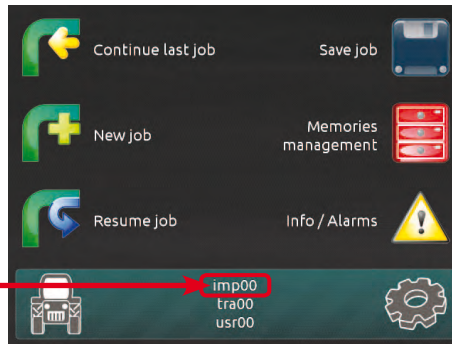 Continue last job
Save job
New job
Memories
management
Resume job
Info / Alarms
imp00
tra00
usr00